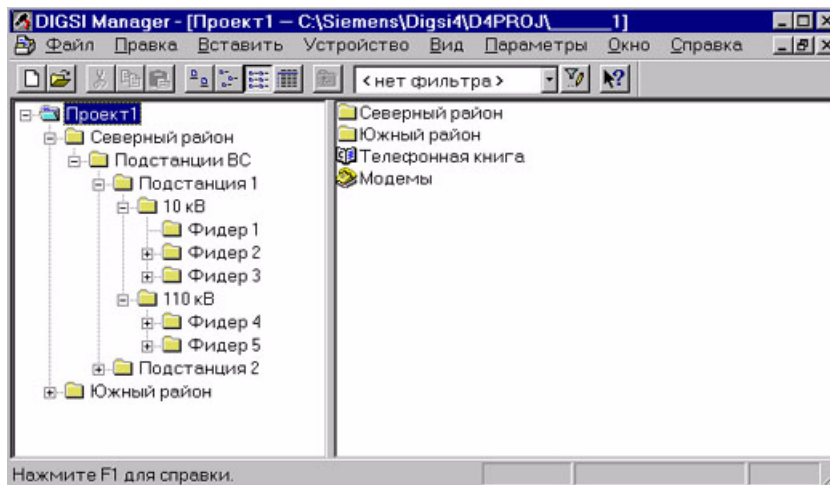 DIGSI Manager - [Проект1 — C:\Siemens\Digsi4\D4PROJ\______1]
Файл Правка Вставить Устройство Вид Параметры Окно Справка
<нет фильтра>
Проект1
Северный район
Подстанции ВС
Подстанция 1
10 кВ
Фидер 1
Фидер 2
Фидер 3
110 кВ
Фидер 4
Фидер 5
Подстанция 2
Южный район
Северный район
Южный район
Телефонная книга
Модемы
Нажмите F1 для справки.